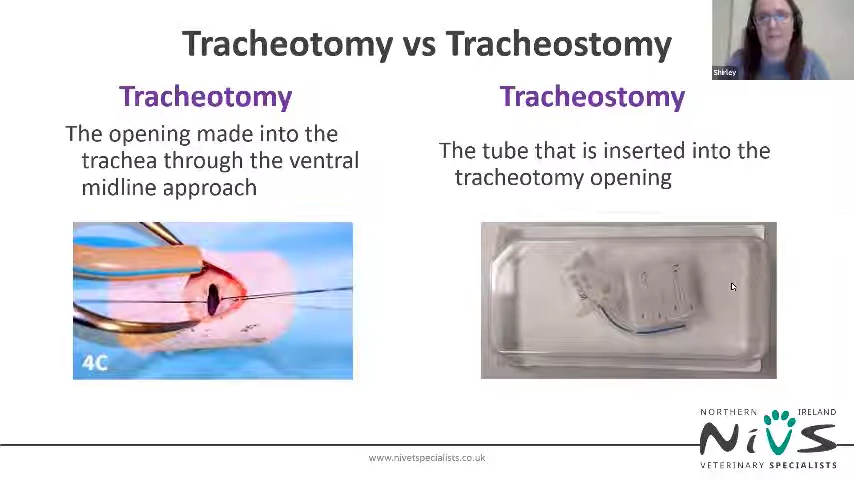 Tracheotomy vs Tracheostomy
Shirley
Tracheotomy
The opening made into the
trachea through the ventral
midline approach
Tracheostomy
The tube that is inserted into the
tracheotomy opening
4C
NORTHERN IRELAND
NiVS
VETERINARY SPECIALISTS
www.nivetspecialists.co.uk